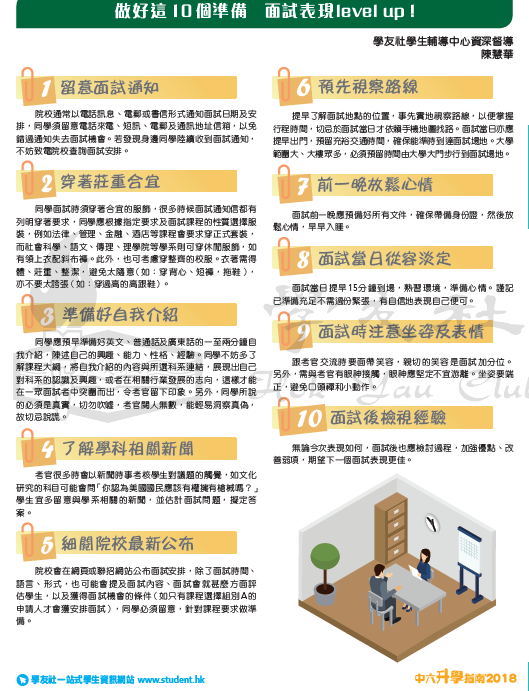 做好這 10 個準備　面試表現level up！
學友社學生輔導中心資深督導
陳慧華
1 留意面試通知
院校通常以電話訊息、電郵或書信形式通知面試日期及安
排，同學須留意電話來電、短訊、電郵及通訊地址信箱，以免
錯過通知失去面試機會。若發現身邊同學陸續收到面試通知，
不妨致電院校查詢面試安排。
2 穿著莊重合宜
同學面試時須穿著合宜的服飾，很多時候面試通知信都有
列明穿著要求，同學應根據指定要求及面試課程的性質選擇服
裝，例如法律、管理、金融、酒店等課程會要求穿正式套裝，
而社會科學、語文、傳理、理學院等學系則可穿休閒服飾，如
有領上衣配斜布褲。此外，也可考慮穿整齊的校服。衣著需得
體、莊重、整潔，避免太隨意（如：穿背心、短褲，拖鞋），
亦不要太誇張（如：穿過高的高跟鞋）。
3 準備好自我介紹
同學應預早準備好英文、普通話及廣東話的一至兩分鐘自
我介紹，陳述自己的興趣、能力、性格、經驗。同學不妨多了
解課程大綱，將自我介紹的內容與所選科系連結，展現出自己
對科系的認識及興趣，或者在相關行業發展的志向，這樣才能
在一眾面試者中突圍而出，令考官留下印象。另外，同學所說
的必須是真實，切勿吹噓，考官閱人無數，能輕易洞察真偽，
故切忌說謊。
4 了解學科相關新聞
考官很多時會以新聞時事考核學生對議題的觸覺，如文化
研究的科目可能會問「你認為美國國民應該有權擁有槍械嗎？」
學生宜多留意與學系相關的新聞，並估計面試問題，擬定答
案。
5 細閱院校最新公布
院校會在網頁或聯招網站公布面試安排，除了面試時間、
語言、形式，也可能會提及面試內容、面試會就甚麼方面評
估學生，以及獲得面試機會的條件（如只有課程選擇組別A的
申請人才會獲安排面試），同學必須留意，針對課程要求做準
備。
6 預先視察路線
提早了解面試地點的位置，事先實地視察路線，以便掌握
行程時間，切忌於面試當日才依賴手機地圖找路。面試當日亦應
提早出門，預留充裕交通時間，確保能準時到達面試場地。大學
範圍大、大樓眾多，必須預留時間由大學大門步行到面試場地。
7 前一晚放鬆心情
面試前一晚應預備好所有文件，確保帶備身份證，然後放
鬆心情，早早入睡。
8 面試當日從容淡定
面試當日提早15分鐘到場，熟習環境，準備心情。謹記
已準備充足不需過份緊張，有自信地表現自己便可。
9 面試時注意坐姿及表情
跟考官交流時要面帶笑容，親切的笑容是面試加分位。
另外，需與考官有眼神接觸，眼神應堅定不宜游離。坐姿要端
正，避免口頭禪和小動作。
10 面試後檢視經驗
無論今次表現如何，面試後也應檢討過程，加強優點、改
善弱項，期望下一個面試表現更佳。
學友社
Hok Yau Club
學友社一站式學生資訊網站 www.student.hk
中六升學指南2018